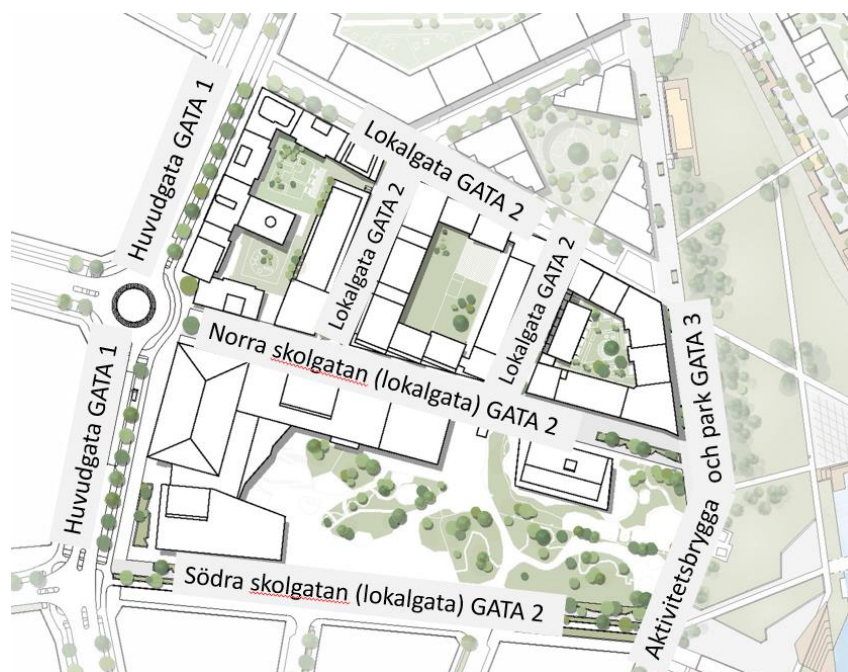 Huvudgata GATA 1
Lokalgata GATA 2
Lokalgata GATA 2
Lokalgata GATA 2
Norra skolgatan (lokalgata) GATA 2
Huvudgata GATA 1
Aktivitetsbrygga och park GATA 3
Södra skolgatan (lokalgata) GATA 2